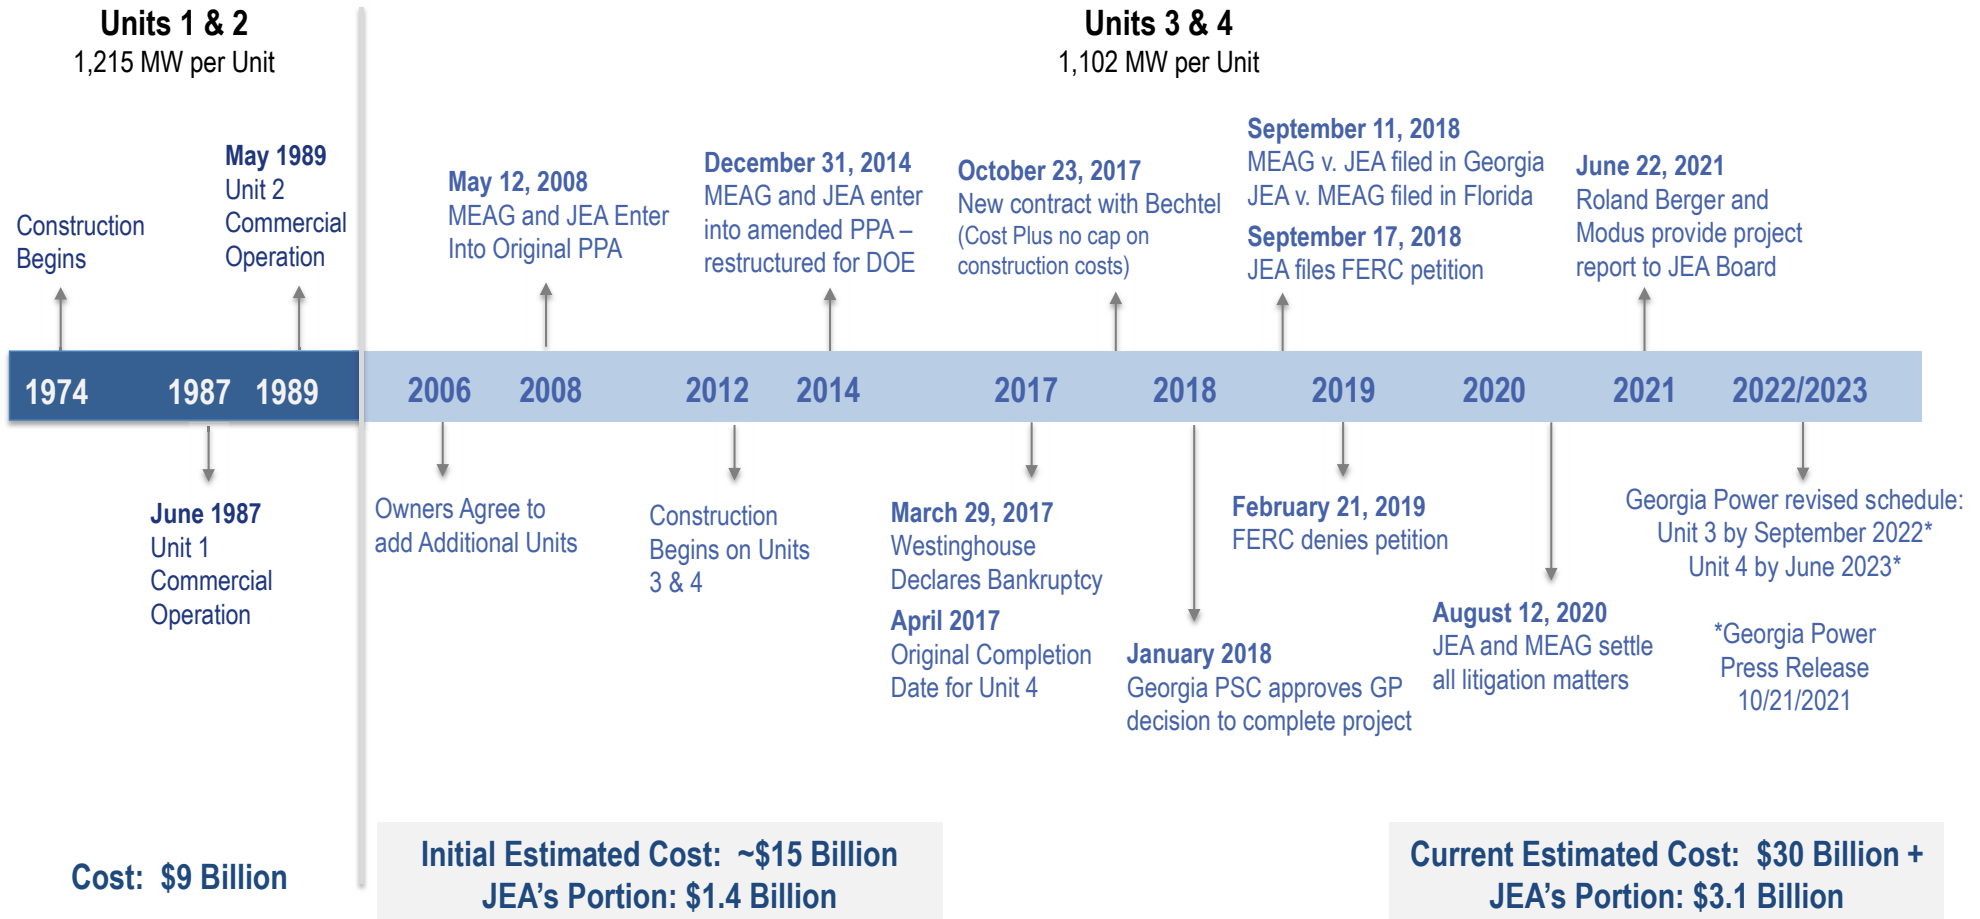 Units 1 & 2
1,215 MW per Unit
Units 3 & 4
1,102 MW per Unit
Construction
Begins
May 1989
Unit 2
Commercial
Operation
May 12, 2008
MEAG and JEA Enter
Into Original PPA
December 31, 2014
MEAG and JEA enter
into amended PPA –
restructured for DOE
October 23, 2017
New contract with Bechtel
(Cost Plus no cap on
construction costs)
September 11, 2018
MEAG v. JEA filed in Georgia
JEA v. MEAG filed in Florida
September 17, 2018
JEA files FERC petition
June 22, 2021
Roland Berger and
Modus provide project
report to JEA Board
1974 1987 1989 2006 2008 2012 2014 2017 2018 2019 2020 2021 2022/2023
June 1987
Unit 1
Commercial
Operation
Owners Agree to
add Additional Units
Construction
Begins on Units
3 & 4
March 29, 2017
Westinghouse
Declares Bankruptcy
April 2017
Original Completion
Date for Unit 4
January 2018
Georgia PSC approves GP
decision to complete project
February 21, 2019
FERC denies petition
August 12, 2020
JEA and MEAG settle
all litigation matters
Georgia Power revised schedule:
Unit 3 by September 2022*
Unit 4 by June 2023*
*Georgia Power
Press Release
10/21/2021
Cost: $9 Billion
Initial Estimated Cost: ~$15 Billion
JEA’s Portion: $1.4 Billion
Current Estimated Cost: $30 Billion +
JEA’s Portion: $3.1 Billion